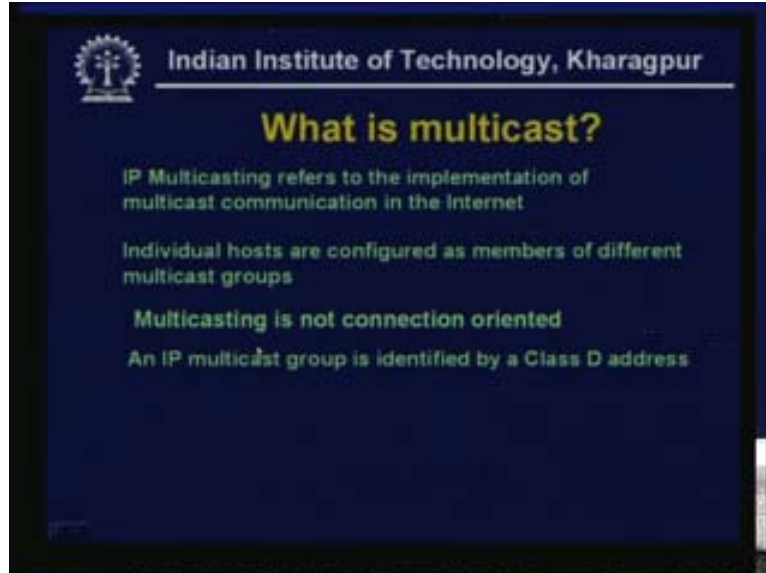 Indian Institute of Technology, Kharagpur
What is multicast?
IP Multicasting refers to the implementation of
multicast communication in the Internet
Individual hosts are configured as members of different
multicast groups
Multicasting is not connection oriented
An IP multicast group is identified by a Class D address